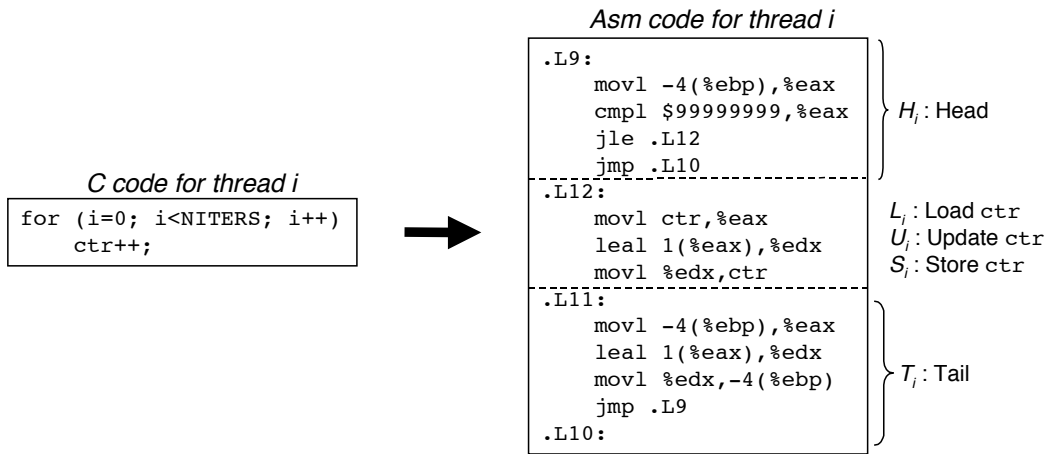 Asm code for thread i
.L9:
movl -4(%ebp),%eax
cmpl $99999999,%eax
jle .L12
jmp .L10
Hi : Head
C code for thread i
for (i=0; i<NITERS; i++)
ctr++;
.L12:
movl ctr,%eax
leal 1(%eax),%edx
movl %edx,ctr
Li : Load ctr
Ui : Update ctr
Si : Store ctr
.L11:
movl -4(%ebp),%eax
leal 1(%eax),%edx
movl %edx,-4(%ebp)
jmp .L9
.L10:
Ti : Tail